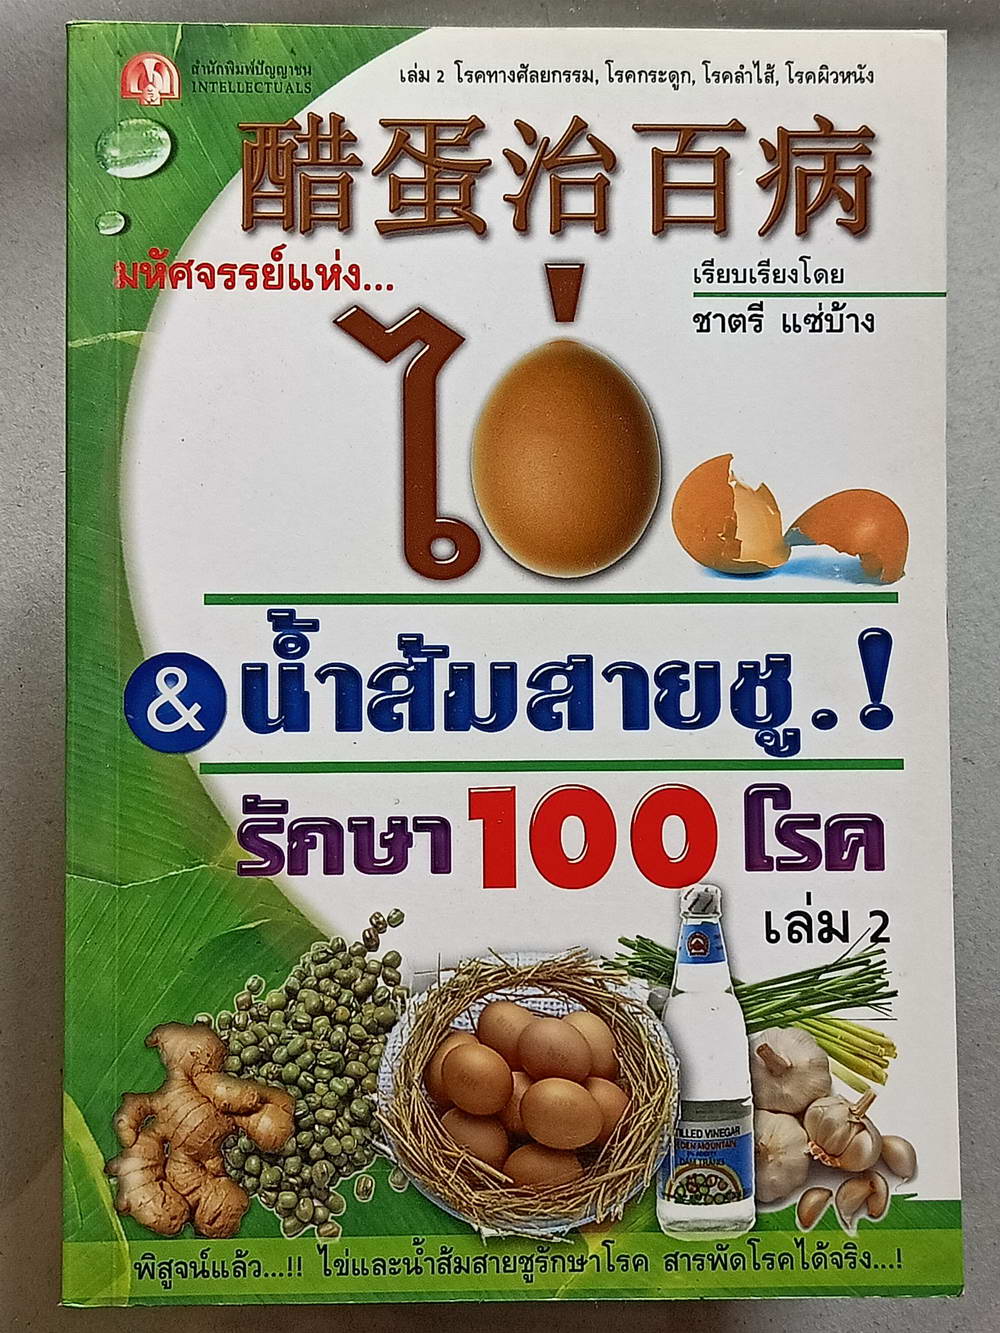 สำนักพิมพ์ปัญญาชน
INTELLECTUALS
เล่ม 2 โรคทางศัลยกรรม, โรคกระดูก, โรคลำไส้, โรคผิวหนัง
醋蛋治百病
มหัศจรรย์แห่ง...
เรียบเรียงโดย
ชาตรี แซ่บ้าง
ไข่
& น้ำส้มสายชู.!
รักษา 100 โรค
เล่ม 2
TILLED VINEGAR
DEN MOUNTAIN
พิสูจน์แล้ว...!! ไข่และน้ำส้มสายชูรักษาโรค สารพัดโรคได้จริง...!